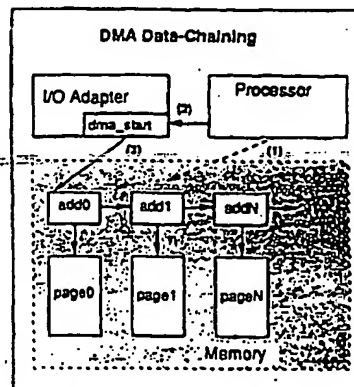 DMA Data-Chaining
I/O Adapter
Processor
dma_start
(2)
(3)
(1)
add0
add1
addN
page0
page1
pageN
Memory